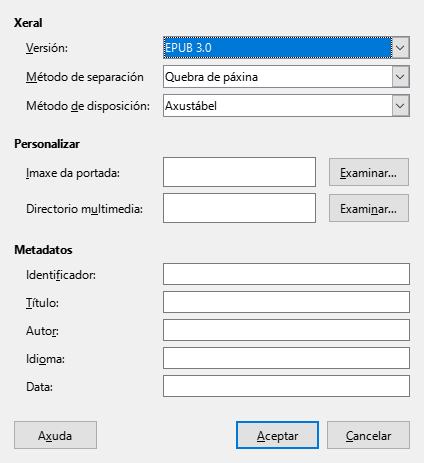 Xeral
Versión: EPUB 3.0
Método de separación Quebra de páxina
Método de disposición: Axustábel
Personalizar
Imaxe da portada: Examinar...
Directorio multimedia: Examinar...
Metadatos
Identificador:
Título:
Autor:
Idioma:
Data:
Axuda Aceptar Cancelar